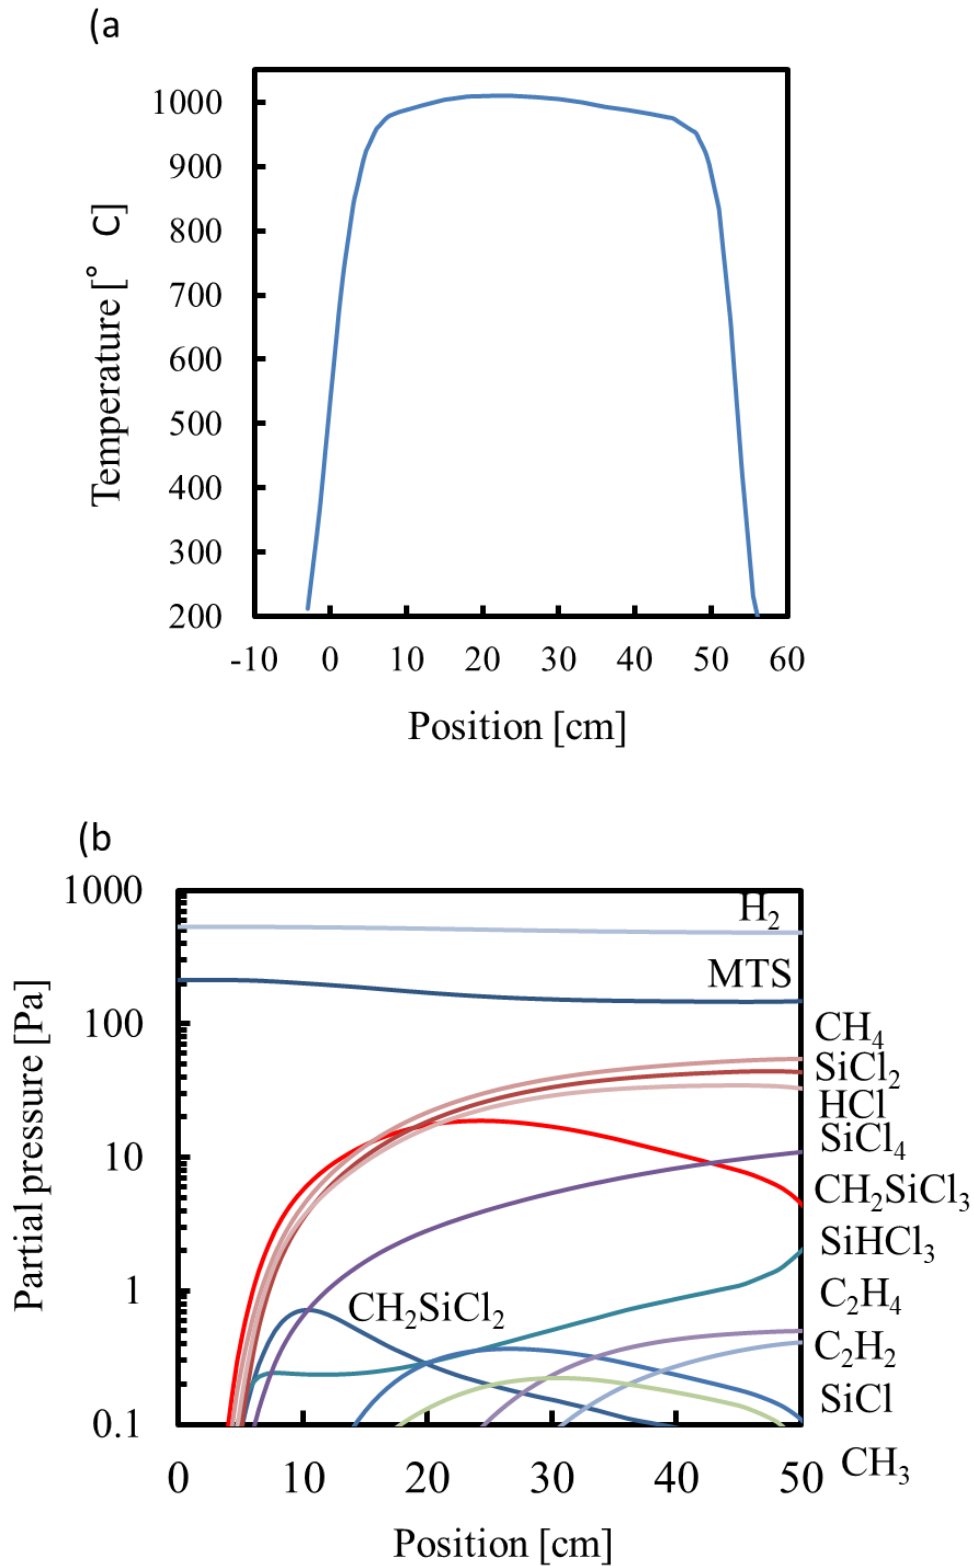 (a
1000
900
800
700
600
500
400
300
200
Temperature [° C]
-10 0 10 20 30 40 50 60
Position [cm]
(b
1000
100
10
1
0.1
Partial pressure [Pa]
H₂
MTS
CH₄
SiCl₂
HCl
SiCl₄
CH₂SiCl₃
SiHCl₃
CH₂SiCl₂
C₂H₄
C₂H₂
SiCl
CH₃
0 10 20 30 40 50
Position [cm]